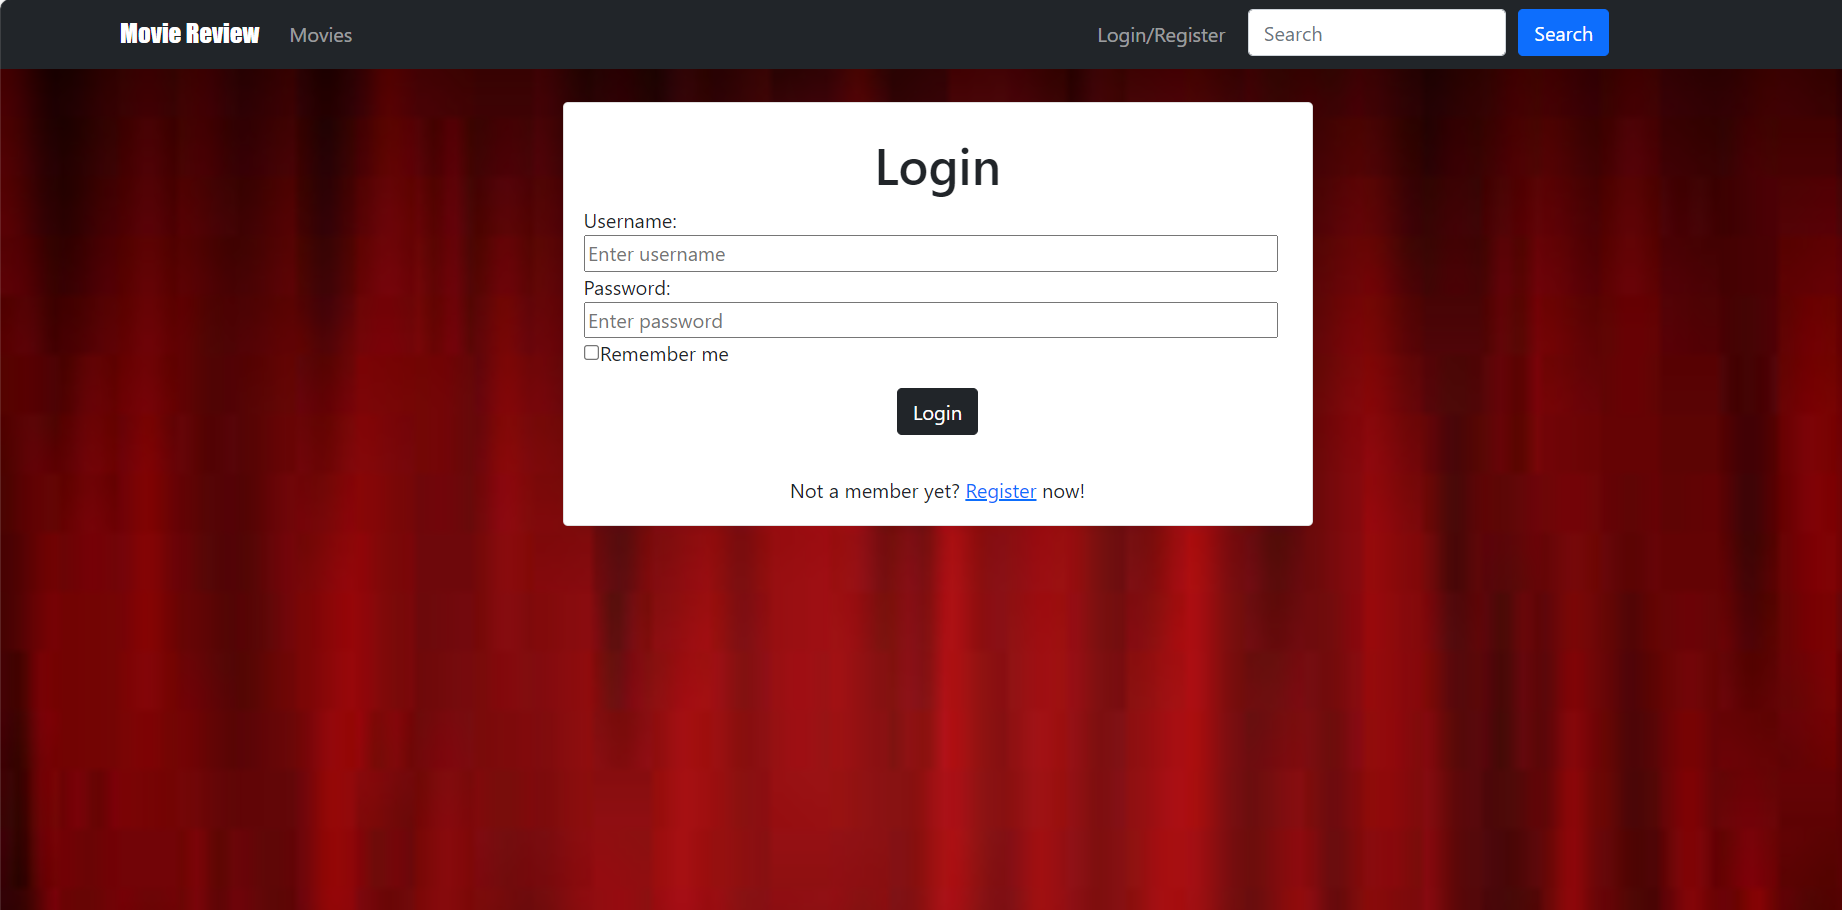 Movie Review Movies Login/Register Search Search
Login
Username:
Enter username
Password:
Enter password
Remember me
Login
Not a member yet? Register now!